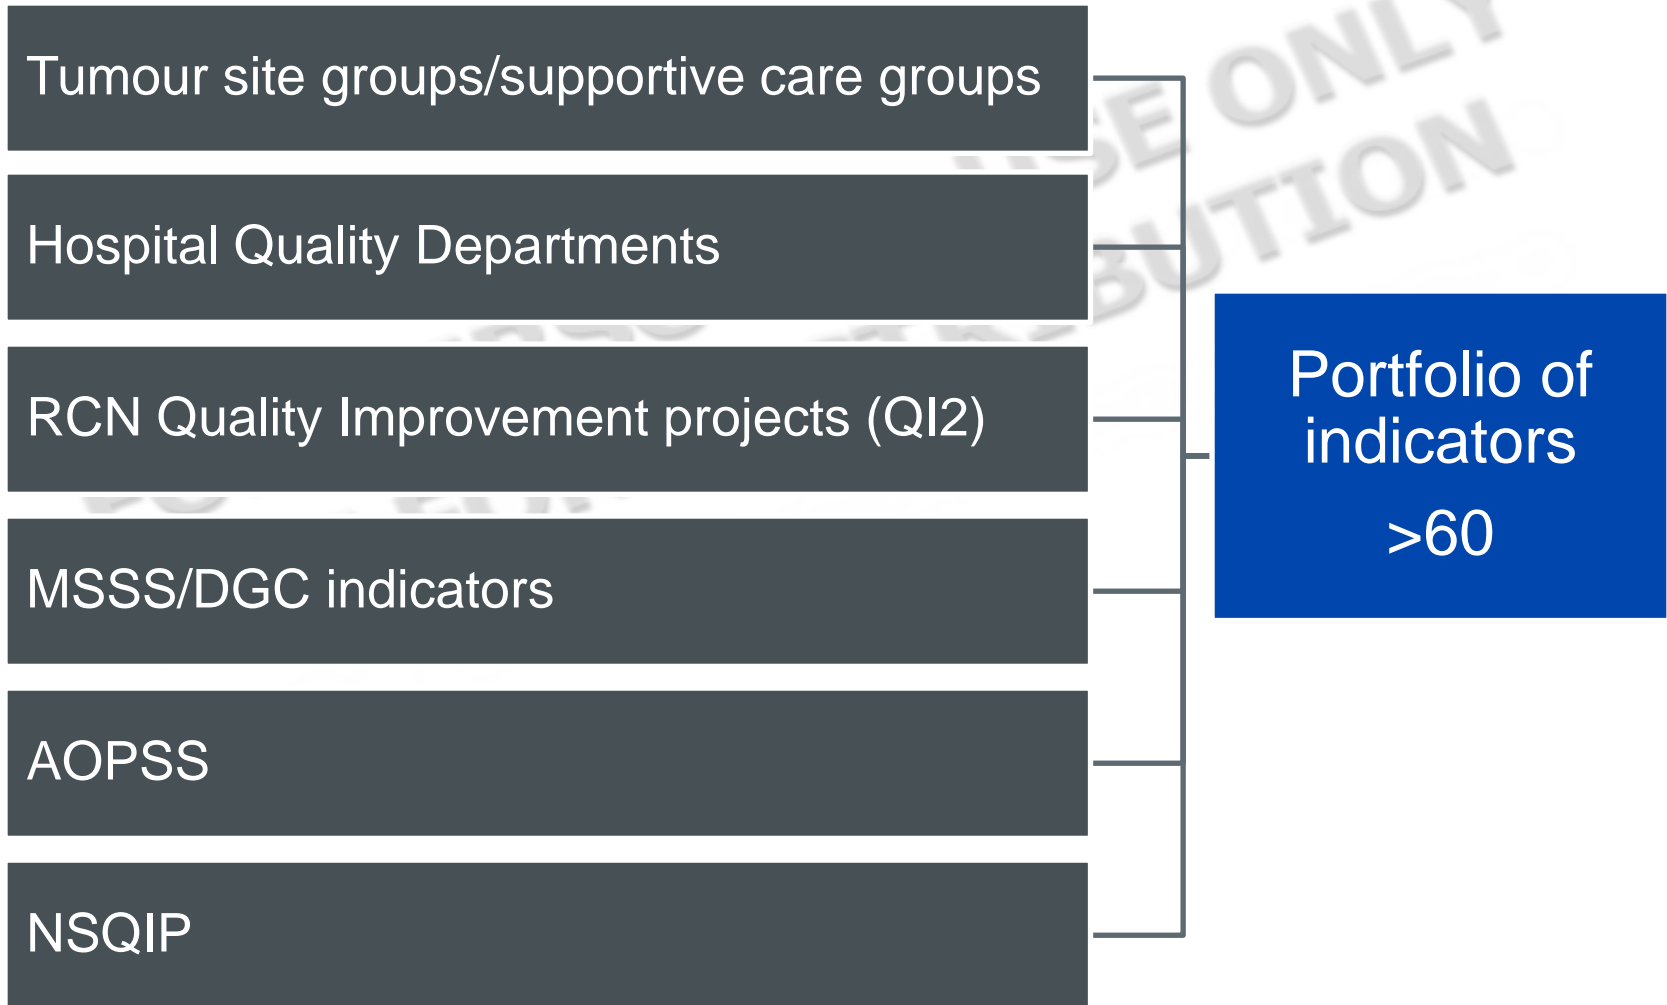 Tumour site groups/supportive care groups
Hospital Quality Departments
RCN Quality Improvement projects (QI2)
MSSS/DGC indicators
AOPSS
NSQIP
Portfolio of
indicators
>60
ONLY